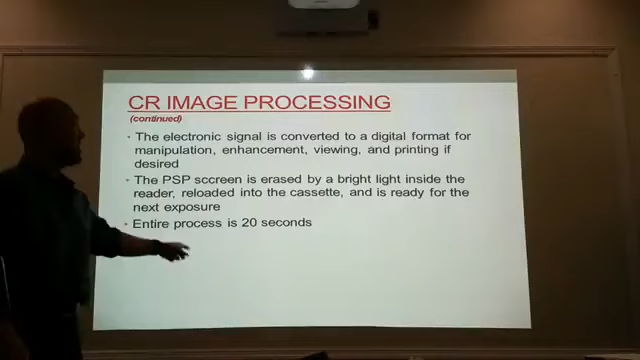 CR IMAGE PROCESSING
(continued)
• The electronic signal is converted to a digital format for
manipulation, enhancement, viewing, and printing if
desired
• The PSP sccreen is erased by a bright light inside the
reader, reloaded into the cassette, and is ready for the
next exposure
• Entire process is 20 seconds